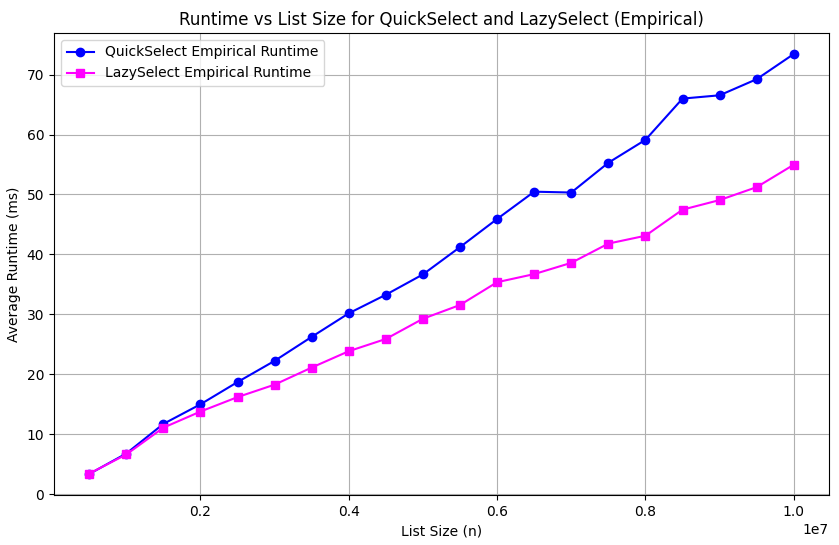 Runtime vs List Size for QuickSelect and LazySelect (Empirical)
QuickSelect Empirical Runtime
LazySelect Empirical Runtime
Average Runtime (ms)
70
60
50
40
30
20
10
0
0.2 0.4 0.6 0.8 1.0
1e7
List Size (n)